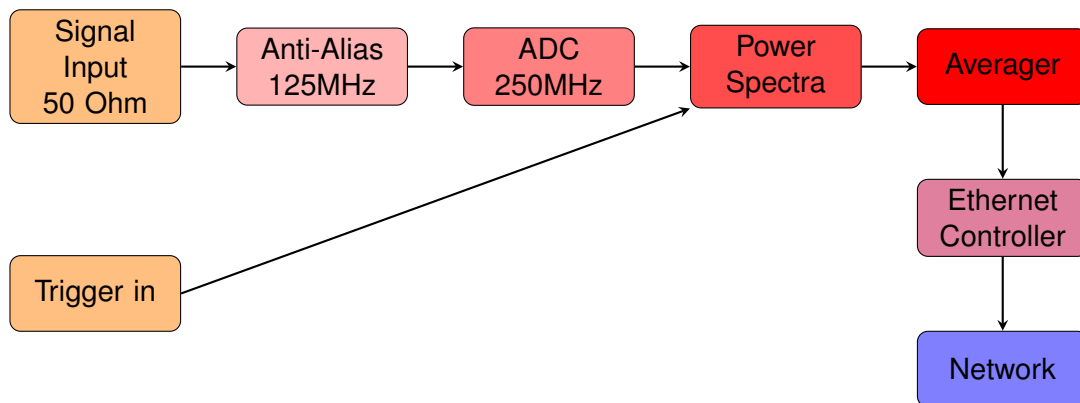 Signal
Input
50 Ohm
Anti-Alias
125MHz
ADC
250MHz
Power
Spectra
Averager
Ethernet
Controller
Trigger in
Network